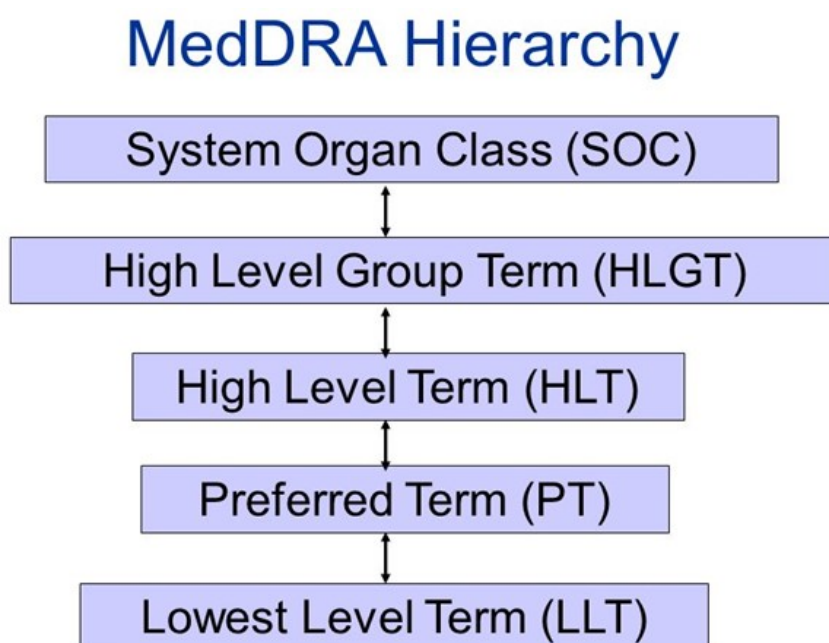 MedDRA Hierarchy
System Organ Class (SOC)
High Level Group Term (HLGT)
High Level Term (HLT)
Preferred Term (PT)
Lowest Level Term (LLT)